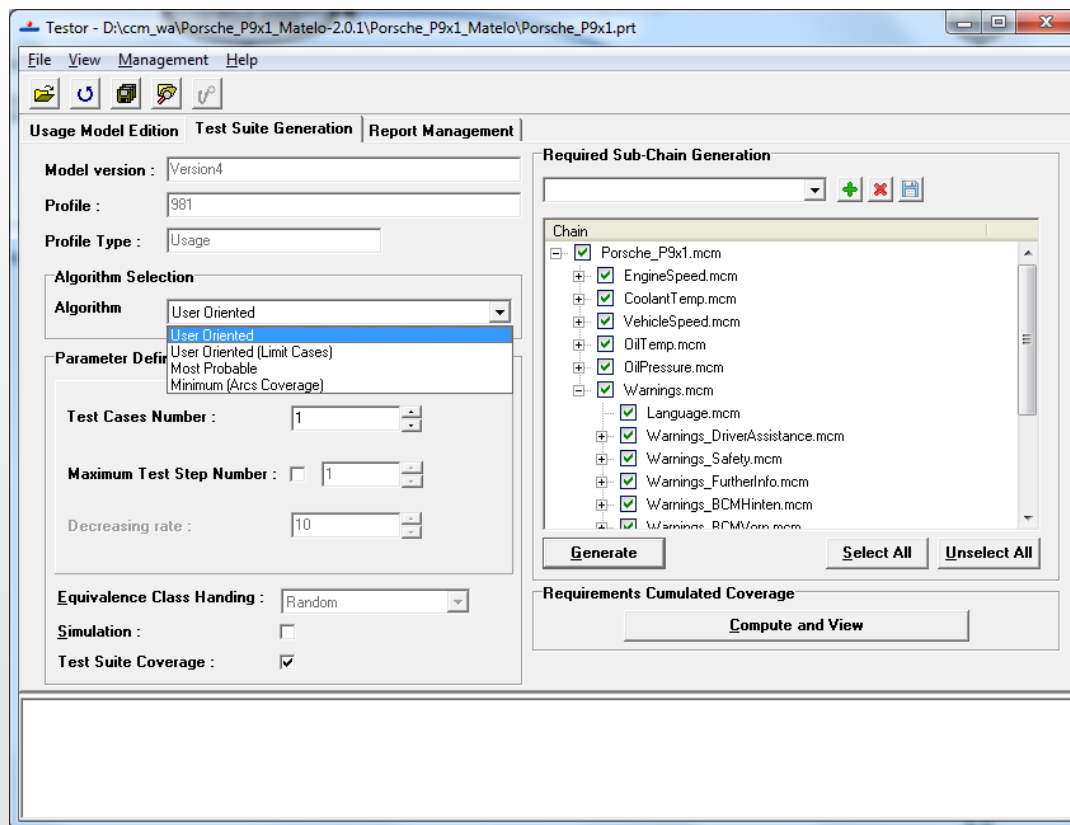 Testor - D:\ccm_wa\Porsche_P9x1_Matelo-2.0.1\Porsche_P9x1_Matelo\Porsche_P9x1.prt
File View Management Help
Usage Model Edition Test Suite Generation Report Management
Model version : Version4
Profile : 981
Profile Type : Usage
Algorithm Selection
Algorithm User Oriented
User Oriented
User Oriented (Limit Cases)
Most Probable
Minimum (Arcs Coverage)
Test Cases Number : 1
Maximum Test Step Number : 1
Decreasing rate : 10
Equivalence Class Handing : Random
Simulation :
Test Suite Coverage :
Required Sub-Chain Generation
Chain
Porsche_P9x1.mcm
EngineSpeed.mcm
CoolantTemp.mcm
VehicleSpeed.mcm
OilTemp.mcm
OilPressure.mcm
Warnings.mcm
Language.mcm
Warnings_DriverAssistance.mcm
Warnings_Safety.mcm
Warnings_FurtherInfo.mcm
Warnings_BCMHinten.mcm
Warnings_BCMVorn.mcm
Generate Select All Unselect All
Requirements Cumulated Coverage
Compute and View